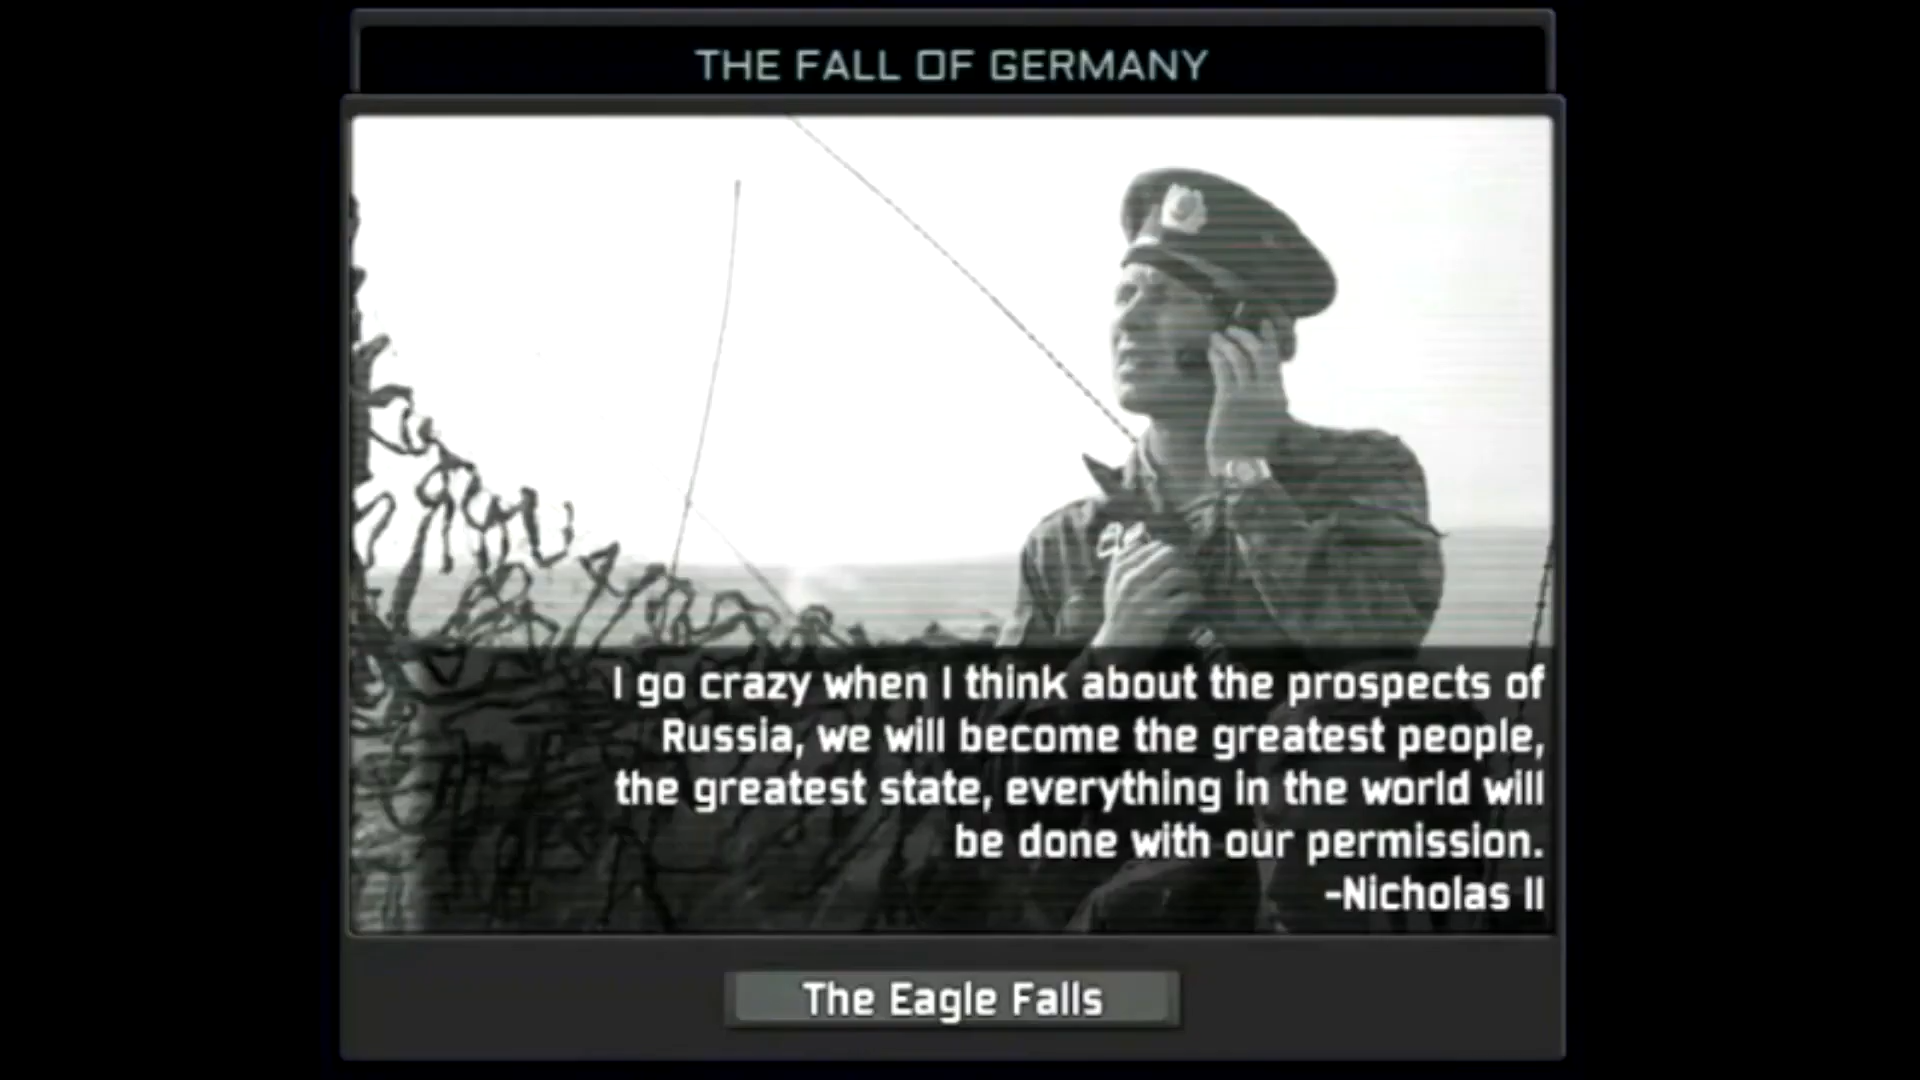 THE FALL OF GERMANY
I go crazy when I think about the prospects of
Russia, we will become the greatest people,
the greatest state, everything in the world will
be done with our permission.
-Nicholas II
The Eagle Falls